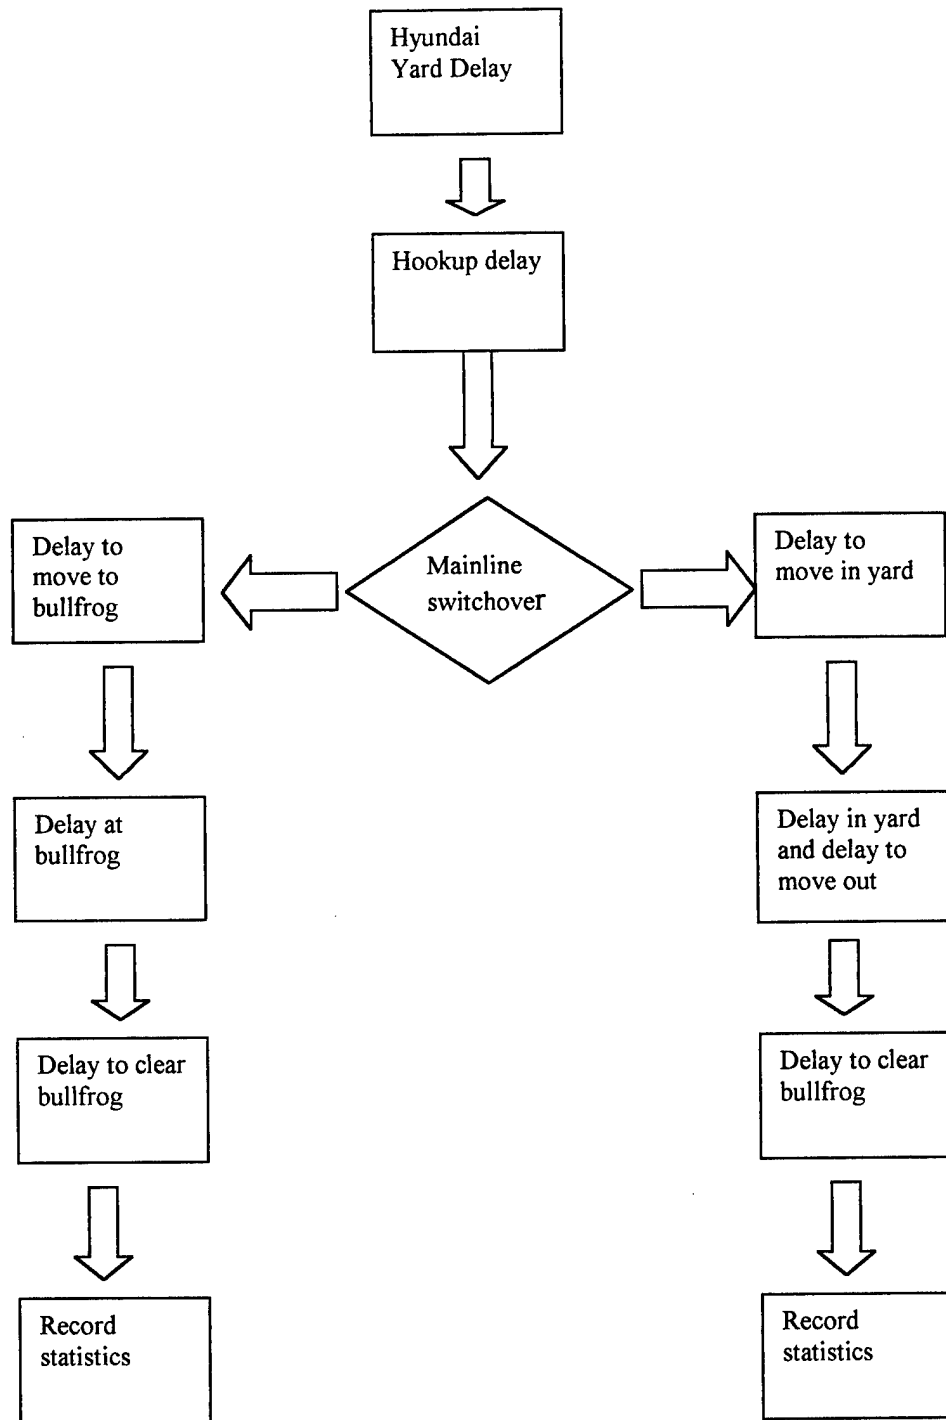 Hyundai
Yard Delay
Hookup delay
Delay to
move to
bullfrog
Mainline
switchover
Delay to
move in yard
Delay at
bullfrog
Delay in yard
and delay to
move out
Delay to clear
bullfrog
Delay to clear
bullfrog
Record
statistics
Record
statistics